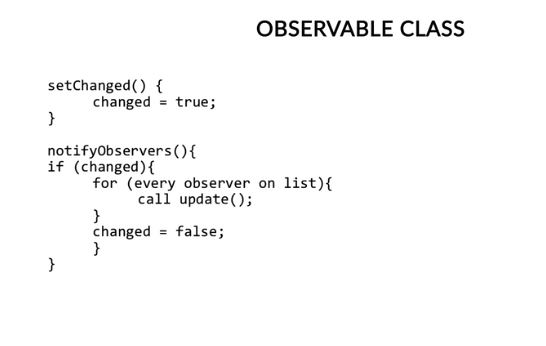 OBSERVABLE CLASS
setChanged() {
changed = true;
}
notifyObservers(){
if (changed){
for (every observer on list){
call update();
}
changed = false;
}
}